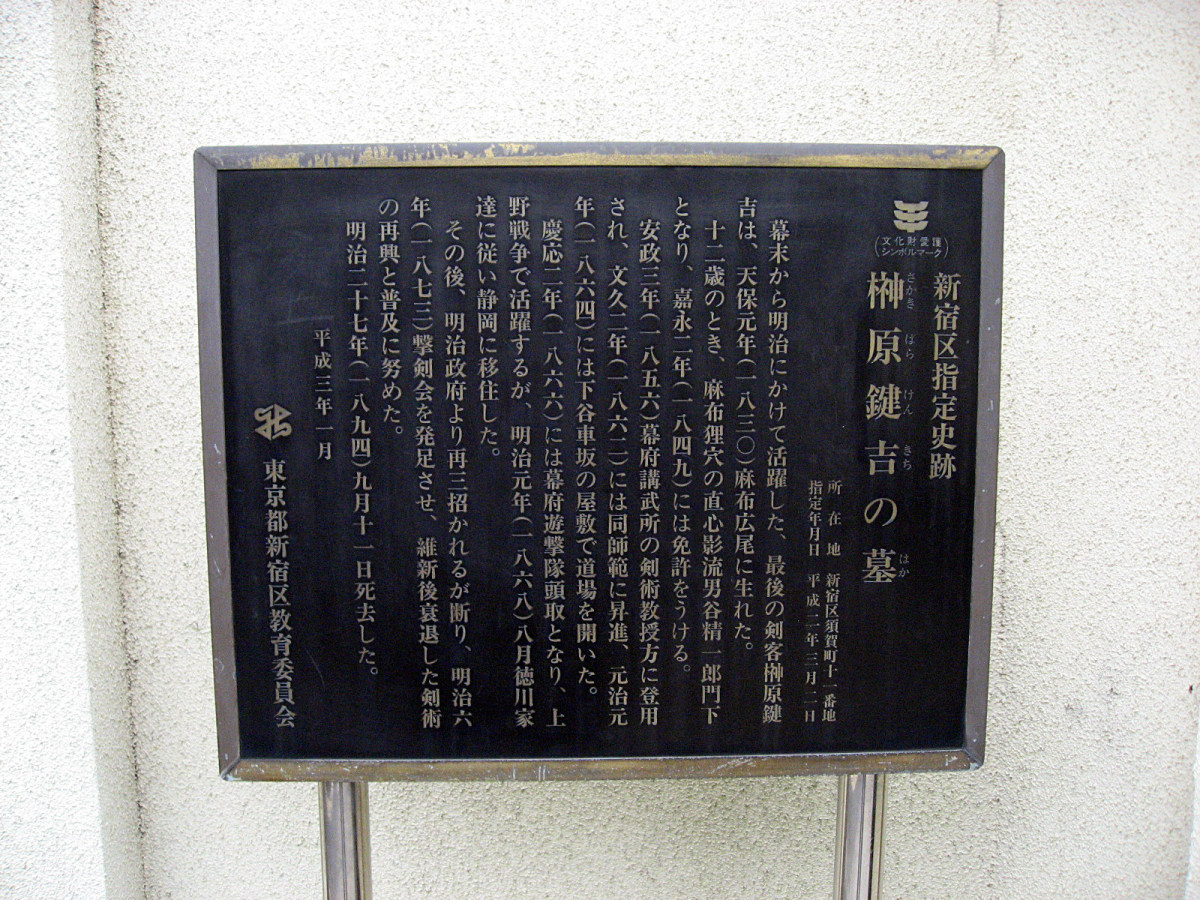 文化財愛護
シンボルマーク
新宿区指定史跡
榊原鍵吉の墓
さかき ばら けん きち はか
所在地 新宿区須賀町十一番地
指定年月日 平成二年三月二日
幕末から明治にかけて活躍した、最後の剣客榊原鍵
吉は、天保元年(一八三〇)麻布広尾に生れた。
十二歳のとき、麻布狸穴の直心影流男谷精一郎門下
となり、嘉永二年(一八四九)には免許をうける。
安政三年(一八五六)幕府講武所の剣術教授方に登用
され、文久二年(一八六二)には同師範に昇進、元治元
年(一八六四)には下谷車坂の屋敷で道場を開いた。
慶応二年(一八六六)には幕府遊撃隊頭取となり、上
野戦争で活躍するが、明治元年(一八六八)八月徳川家
達に従い静岡に移住した。
その後、明治政府より再三招かれるが断り、明治六
年(一八七三)撃剣会を発足させ、維新後衰退した剣術
の再興と普及に努めた。
明治二十七年(一八九四)九月十一日死去した。
平成三年一月
東京都新宿区教育委員会